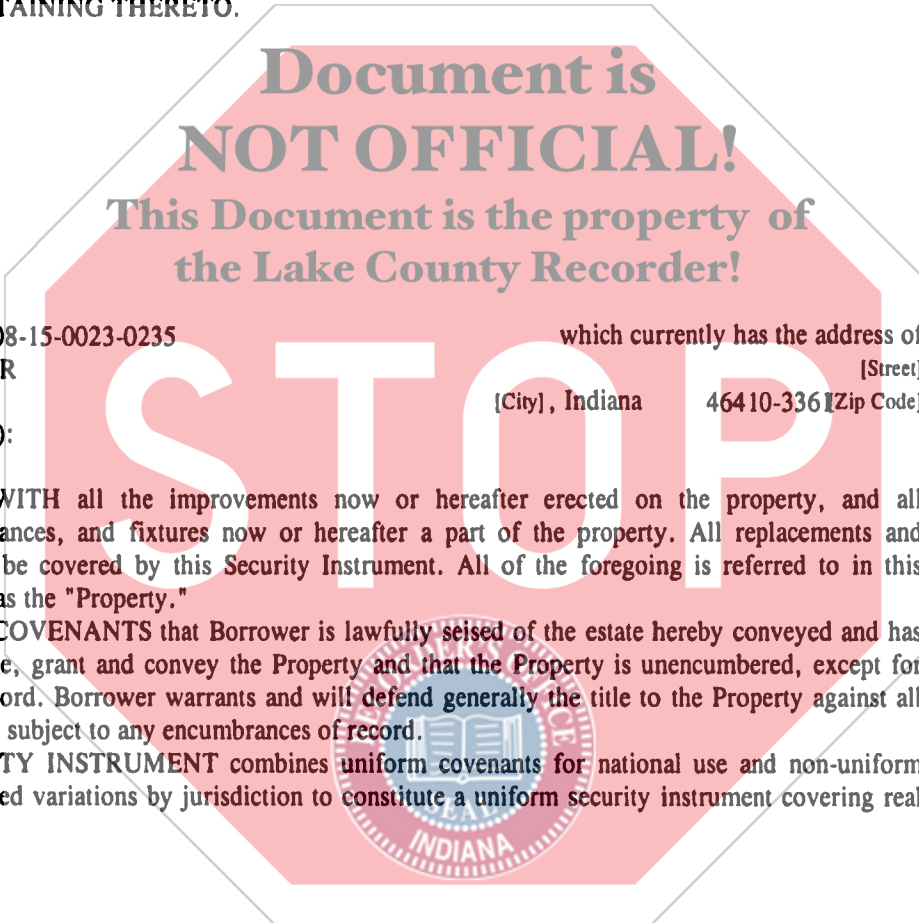 TAINING THERETO.
Document is
NOT OFFICIAL!
This Document is the property of
the Lake County Recorder!
08-15-0023-0235 which currently has the address of
R [Street]
[City], Indiana 46410-3361 [Zip Code]
):
STOP
WITH all the improvements now or hereafter erected on the property, and all
ances, and fixtures now or hereafter a part of the property. All replacements and
be covered by this Security Instrument. All of the foregoing is referred to in this
as the "Property."
COVENANTS that Borrower is lawfully seised of the estate hereby conveyed and has
e, grant and convey the Property and that the Property is unencumbered, except for
ord. Borrower warrants and will defend generally the title to the Property against all
subject to any encumbrances of record.
TY INSTRUMENT combines uniform covenants for national use and non-uniform
ed variations by jurisdiction to constitute a uniform security instrument covering real
RECORDER'S OFFICE
SEAL
INDIANA